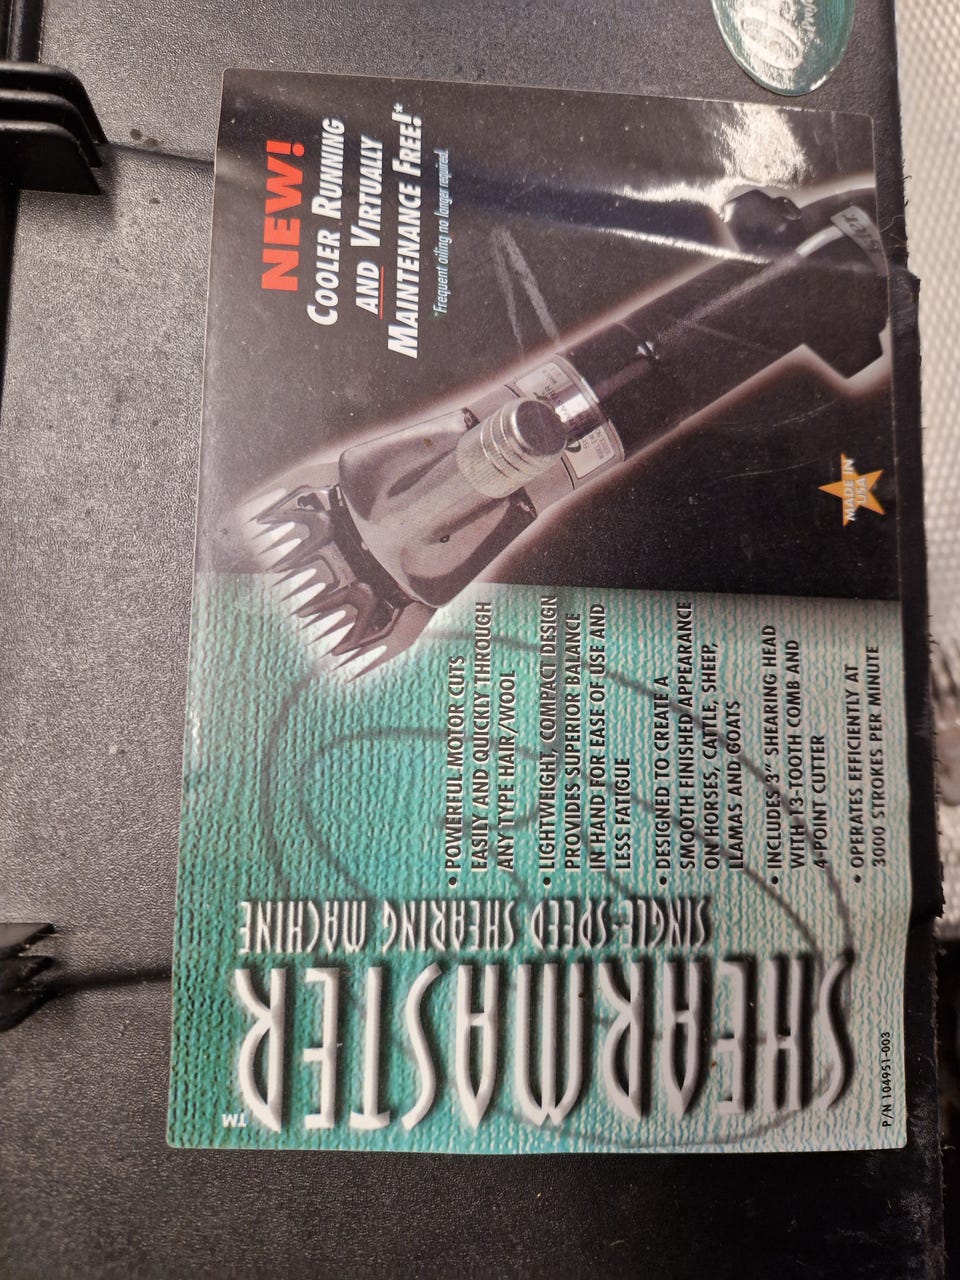 NEW!
COOLER RUNNING
AND VIRTUALLY
MAINTENANCE FREE!*
*Frequent oiling no longer required.
MADE IN
USA
• POWERFUL MOTOR CUTS
EASILY AND QUICKLY THROUGH
ANY TYPE HAIR/WOOL
• LIGHTWEIGHT, COMPACT DESIGN
PROVIDES SUPERIOR BALANCE
IN HAND FOR EASE OF USE AND
LESS FATIGUE
• DESIGNED TO CREATE A
SMOOTH FINISHED APPEARANCE
ON HORSES, CATTLE, SHEEP,
LLAMAS AND GOATS
• INCLUDES 3" SHEARING HEAD
WITH 13-TOOTH COMB AND
4-POINT CUTTER
• OPERATES EFFICIENTLY AT
3000 STROKES PER MINUTE
SHEARMASTER™
SINGLE-SPEED SHEARING MACHINE
P/N 104951-003